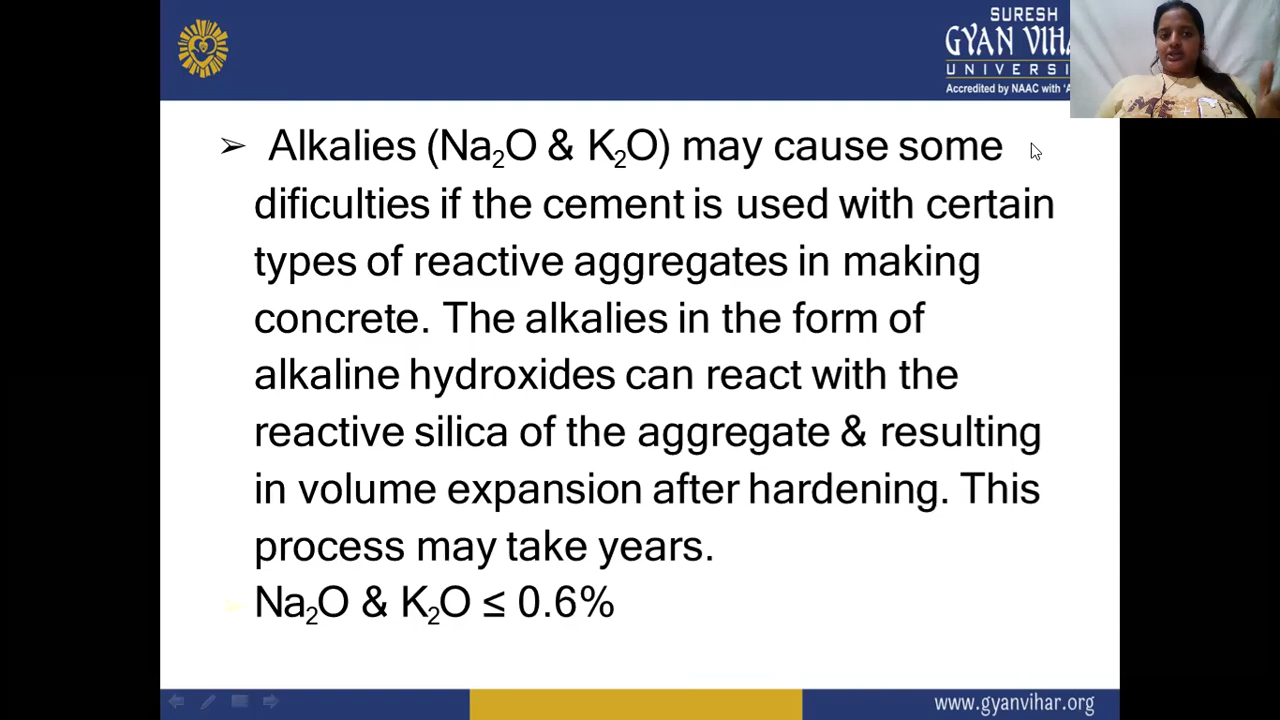 SURESH
GYAN VIH
UNIVERSI
Accredited by NAAC with 'A
➢ Alkalies (Na₂O & K₂O) may cause some
dificulties if the cement is used with certain
types of reactive aggregates in making
concrete. The alkalies in the form of
alkaline hydroxides can react with the
reactive silica of the aggregate & resulting
in volume expansion after hardening. This
process may take years.
➢ Na₂O & K₂O ≤ 0.6%
www.gyanvihar.org